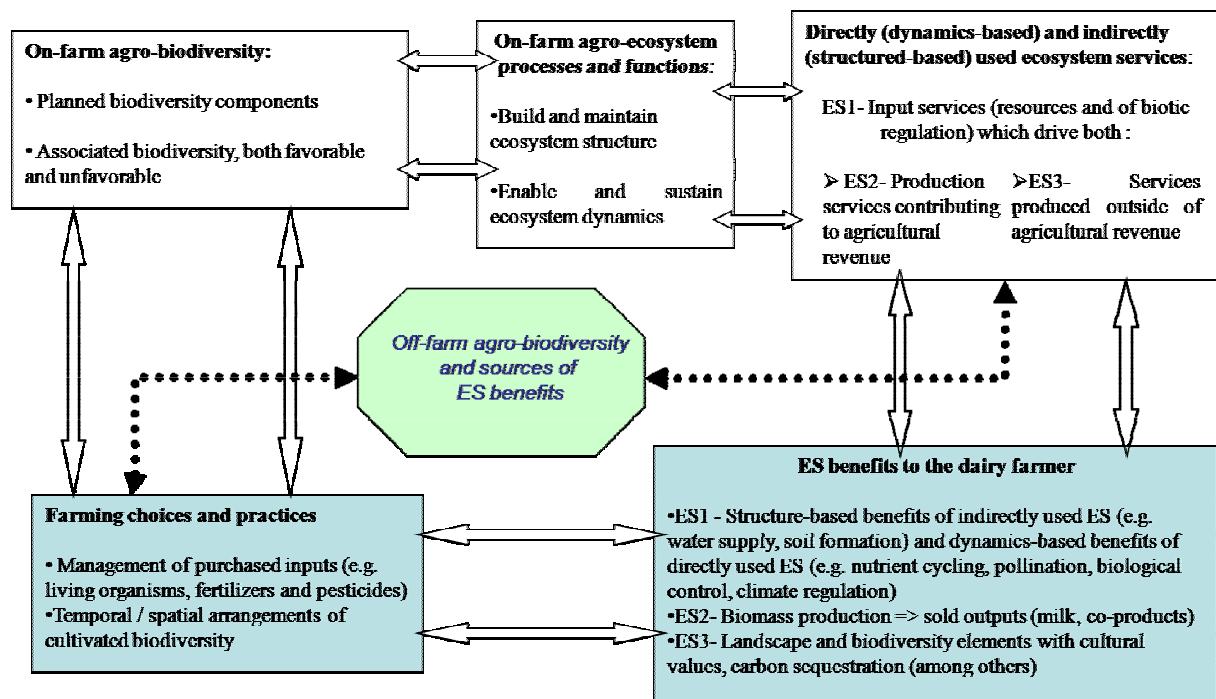 On-farm agro-biodiversity:
• Planned biodiversity components
• Associated biodiversity, both favorable
and unfavorable
On-farm agro-ecosystem
processes and functions:
•Build and maintain
ecosystem structure
•Enable and sustain
ecosystem dynamics
Directly (dynamics-based) and indirectly
(structured-based) used ecosystem services:
ES1- Input services (resources and of biotic
regulation) which drive both :
➢ ES2- Production
services contributing
to agricultural
revenue
➢ES3- Services
produced outside of
agricultural revenue
Off-farm agro-biodiversity
and sources of
ES benefits
Farming choices and practices
• Management of purchased inputs (e.g.
living organisms, fertilizers and pesticides)
•Temporal / spatial arrangements of
cultivated biodiversity
ES benefits to the dairy farmer
•ES1 - Structure-based benefits of indirectly used ES (e.g.
water supply, soil formation) and dynamics-based benefits of
directly used ES (e.g. nutrient cycling, pollination, biological
control, climate regulation)
•ES2- Biomass production => sold outputs (milk, co-products)
•ES3- Landscape and biodiversity elements with cultural
values, carbon sequestration (among others)